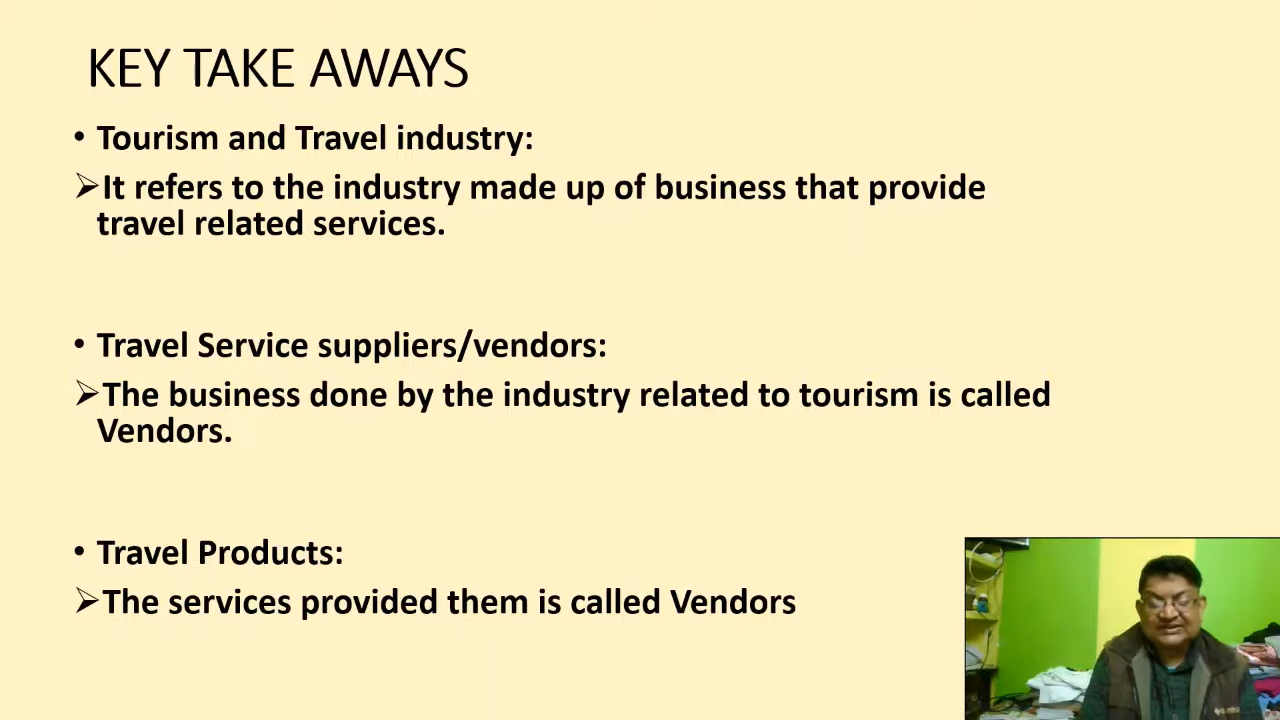 KEY TAKE AWAYS
• Tourism and Travel industry:
➢It refers to the industry made up of business that provide
travel related services.
• Travel Service suppliers/vendors:
➢The business done by the industry related to tourism is called
Vendors.
• Travel Products:
➢The services provided them is called Vendors